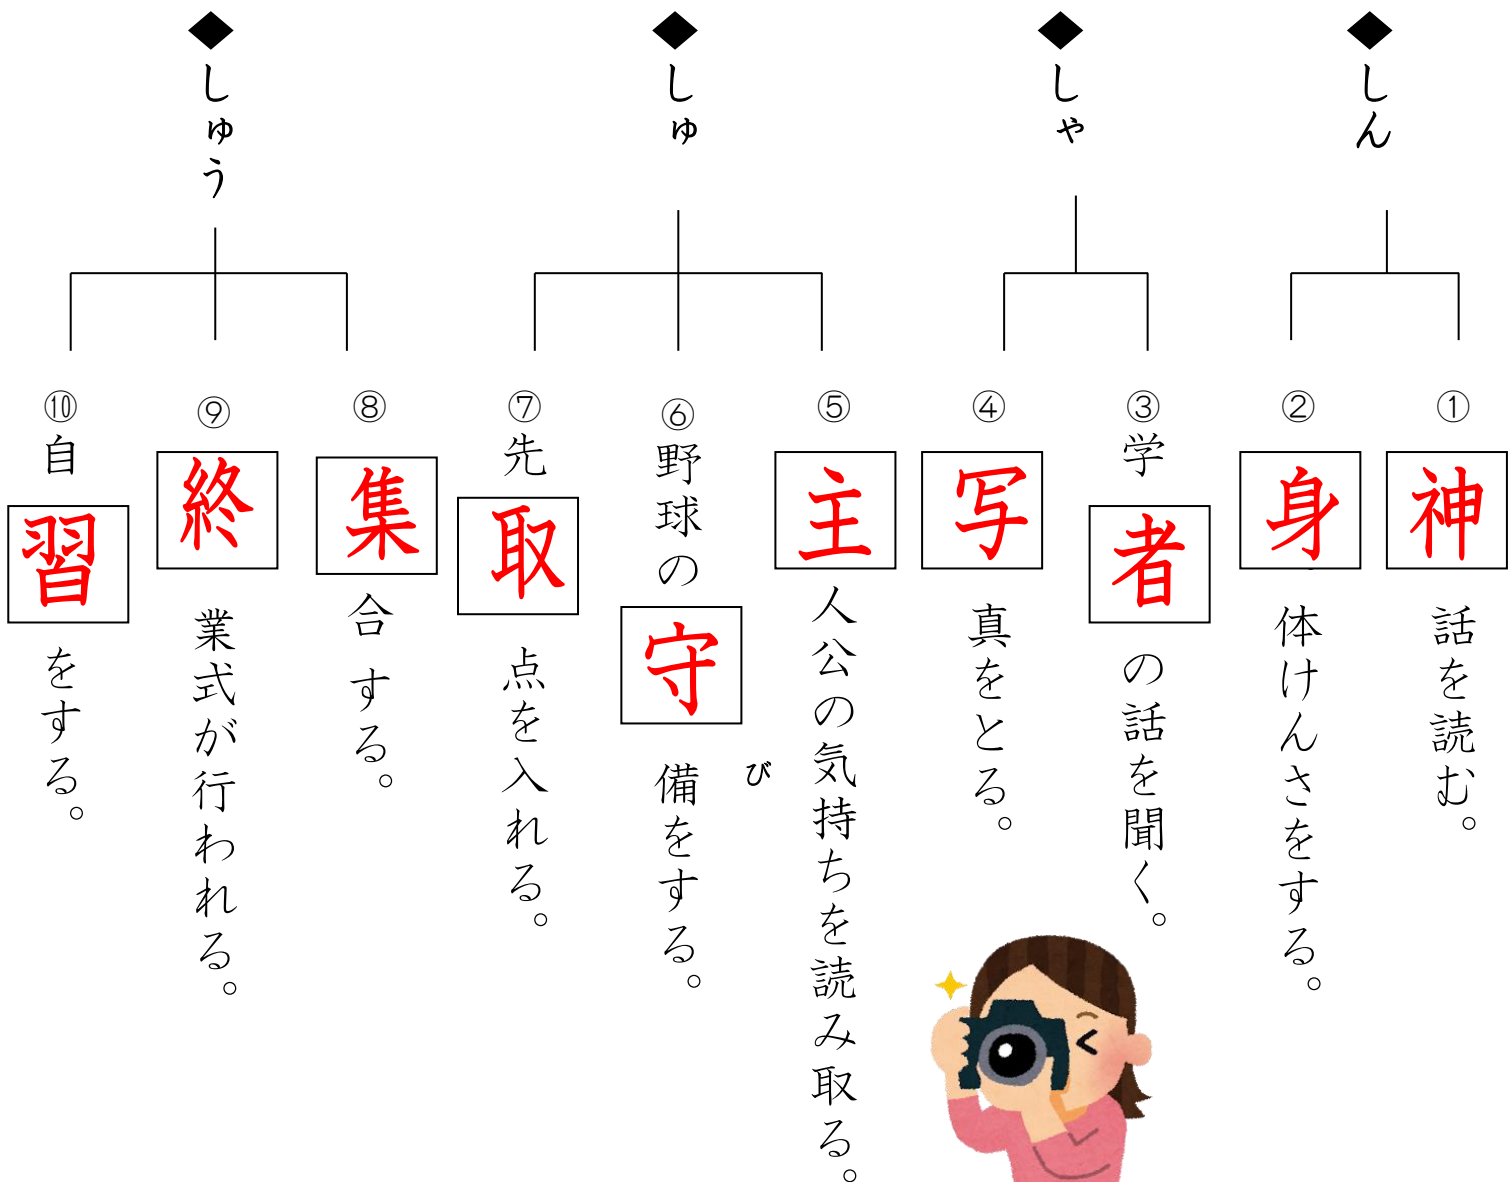 ◆しん
①神話を読む。
②身体けんさをする。
◆しゃ
③学者の話を聞く。
④写真をとる。
◆しゅ
⑤主人公の気持ちを読み取る。
⑥野球の守備をする。
び
⑦先取点を入れる。
◆しゅう
⑧集合する。
⑨終業式が行われる。
⑩自習をする。